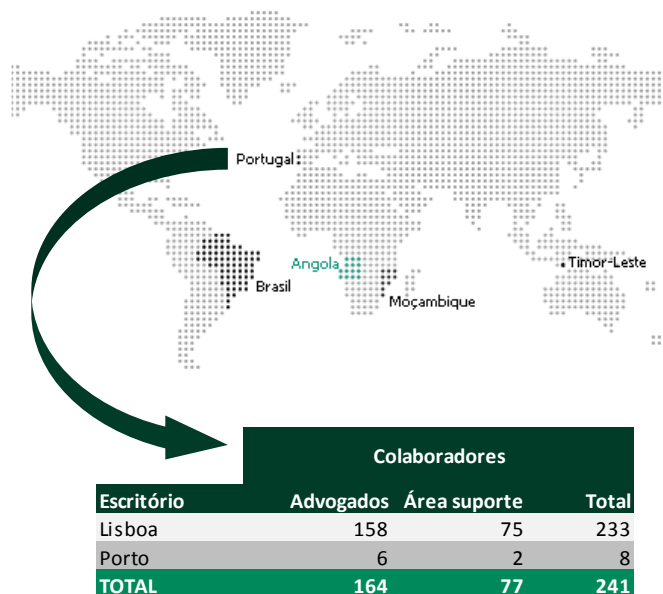 Portugal
Angola
Timor-Leste
Brasil
Moçambique
Colaboradores
Escritório Advogados Área suporte Total
Lisboa 158 75 233
Porto 6 2 8
TOTAL 164 77 241